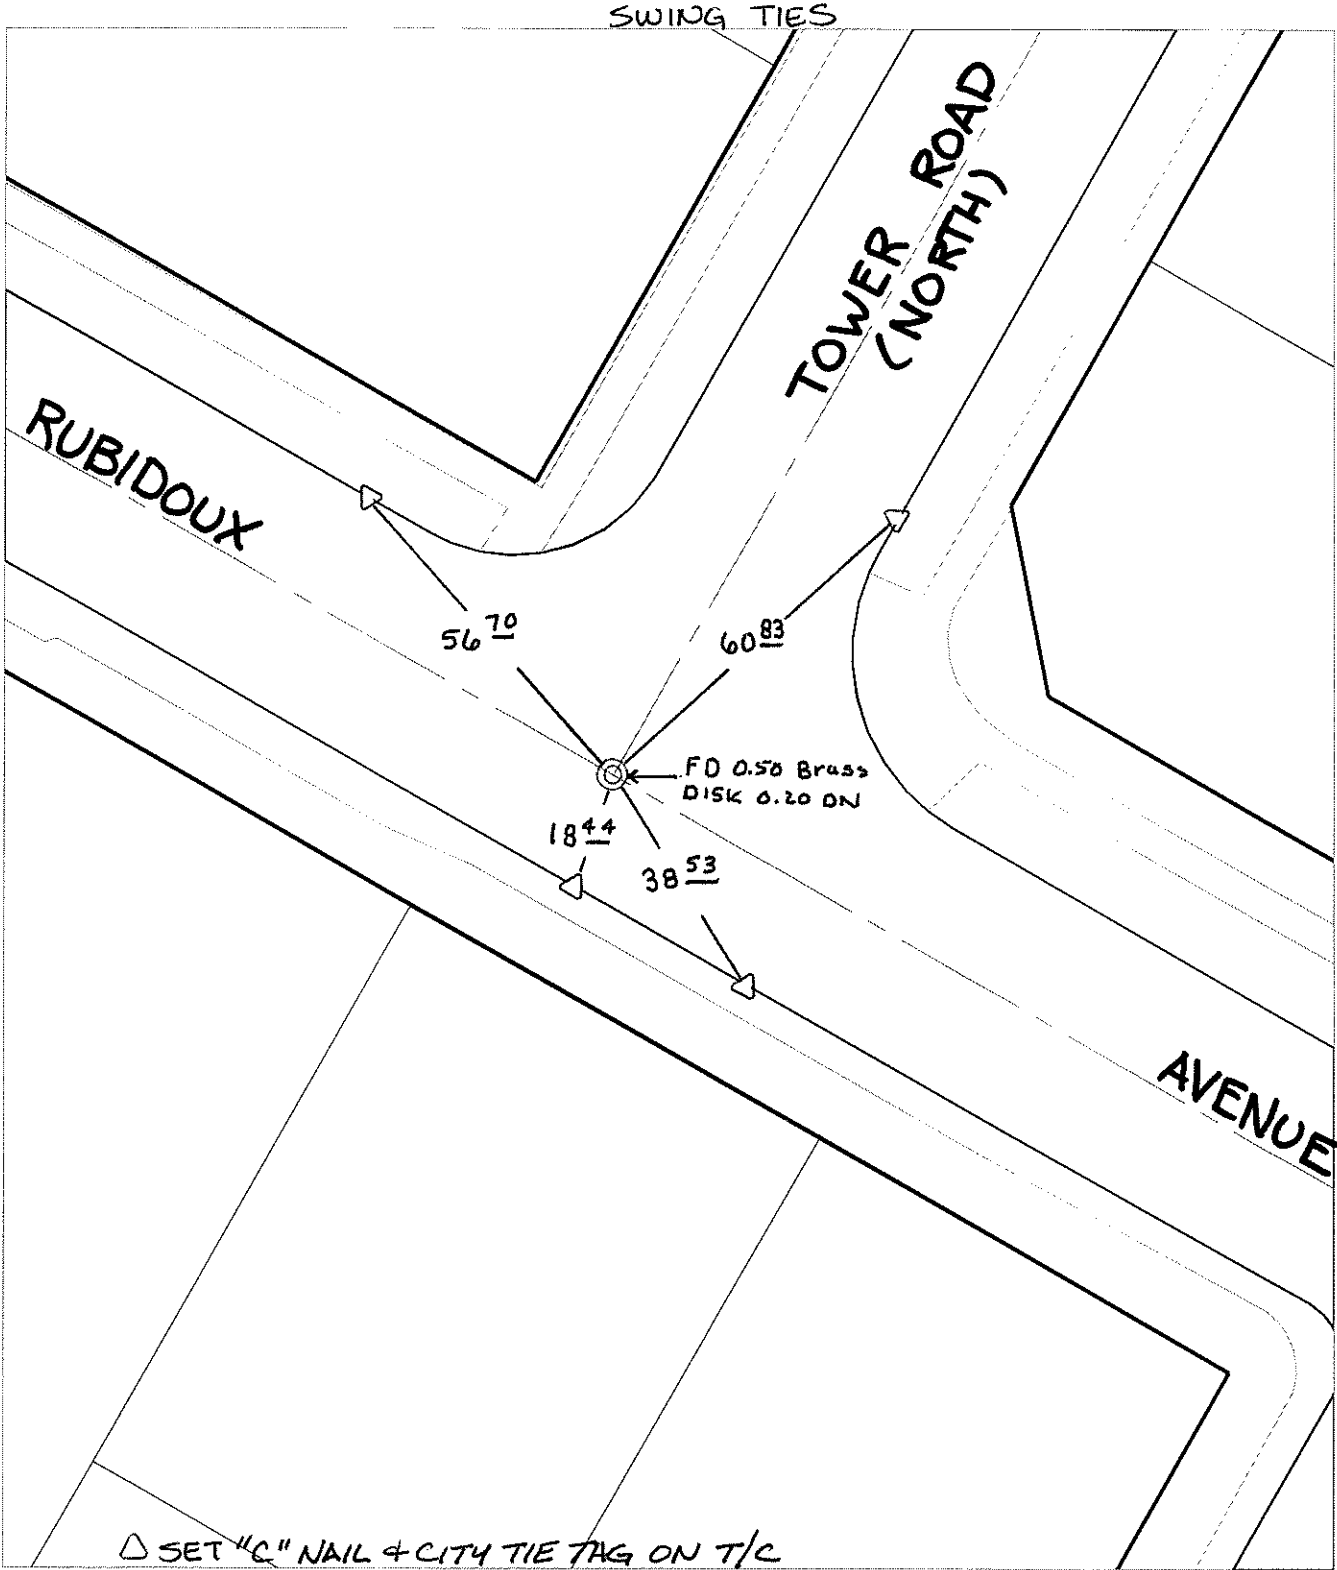 SWING TIES
TOWER ROAD
(NORTH)
RUBIDOUX
56 70
60 83
FD 0.50 Brass
DISK 0.20 DN
18 44
38 53
AVENUE
△ SET "C" NAIL & CITY TIE TAG ON T/C